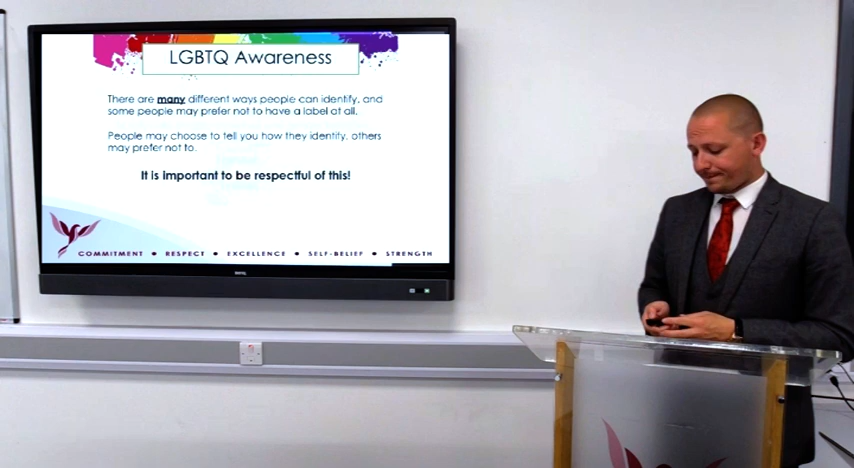 LGBTQ Awareness
There are many different ways people can identify, and
some people may prefer not to have a label at all.
People may choose to tell you how they identity, others
may prefer not to.
It is important to be respectful of this!
COMMITMENT • RESPECT • EXCELLENCE • SELF-BELIEF • STRENGTH
BenQ